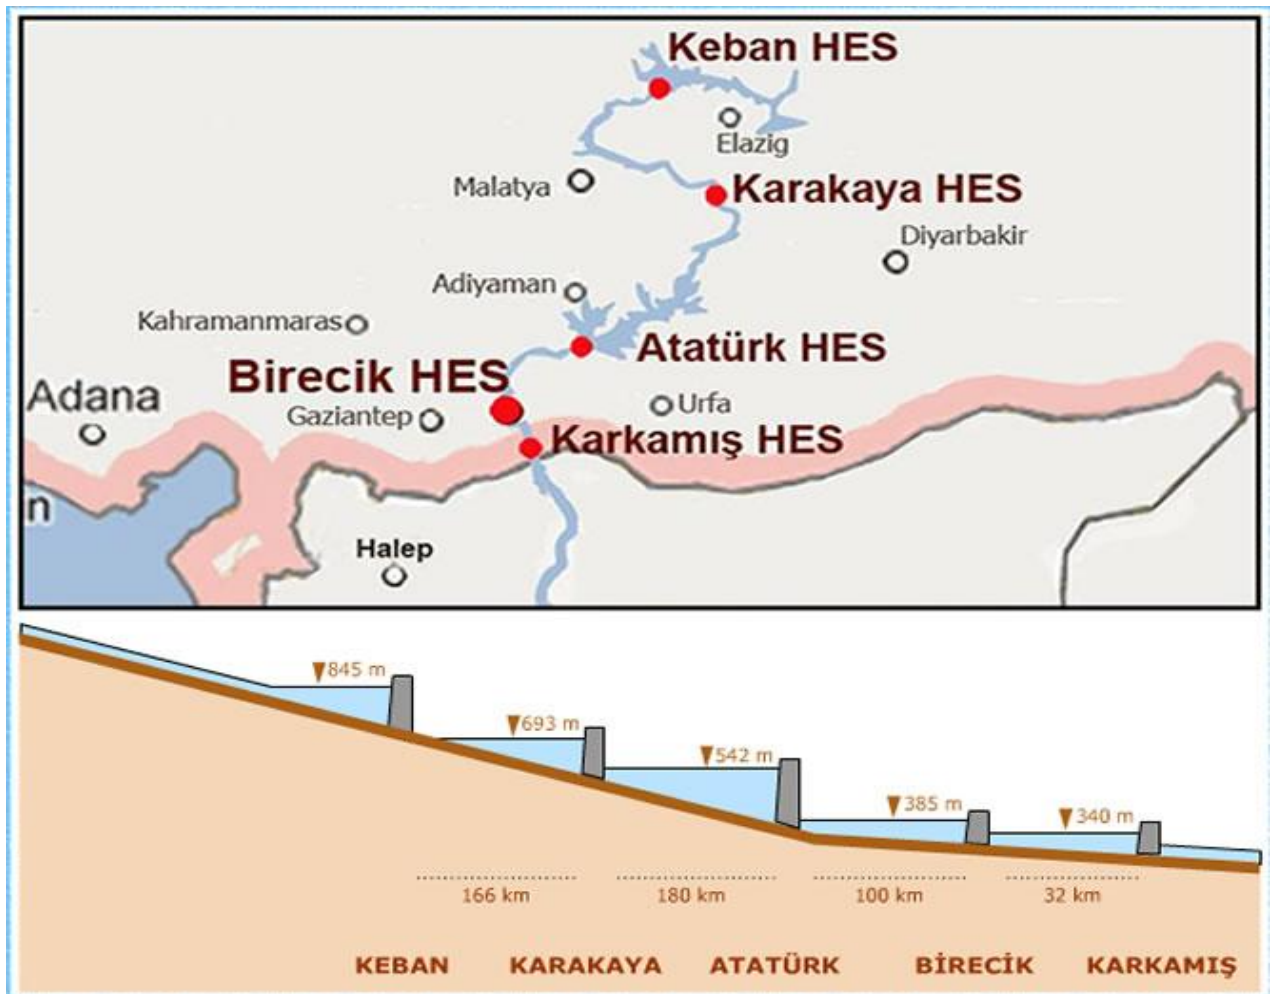 Keban HES
Elazig
Malatya
Karakaya HES
Diyarbakir
Adiyaman
Kahramanmaras
Atatürk HES
Birecik HES
Adana
Gaziantep
Urfa
Karkamış HES
n
Halep
845 m
693 m
542 m
385 m
340 m
166 km
180 km
100 km
32 km
KEBAN
KARAKAYA
ATATÜRK
BİRECİK
KARKAMIŞ